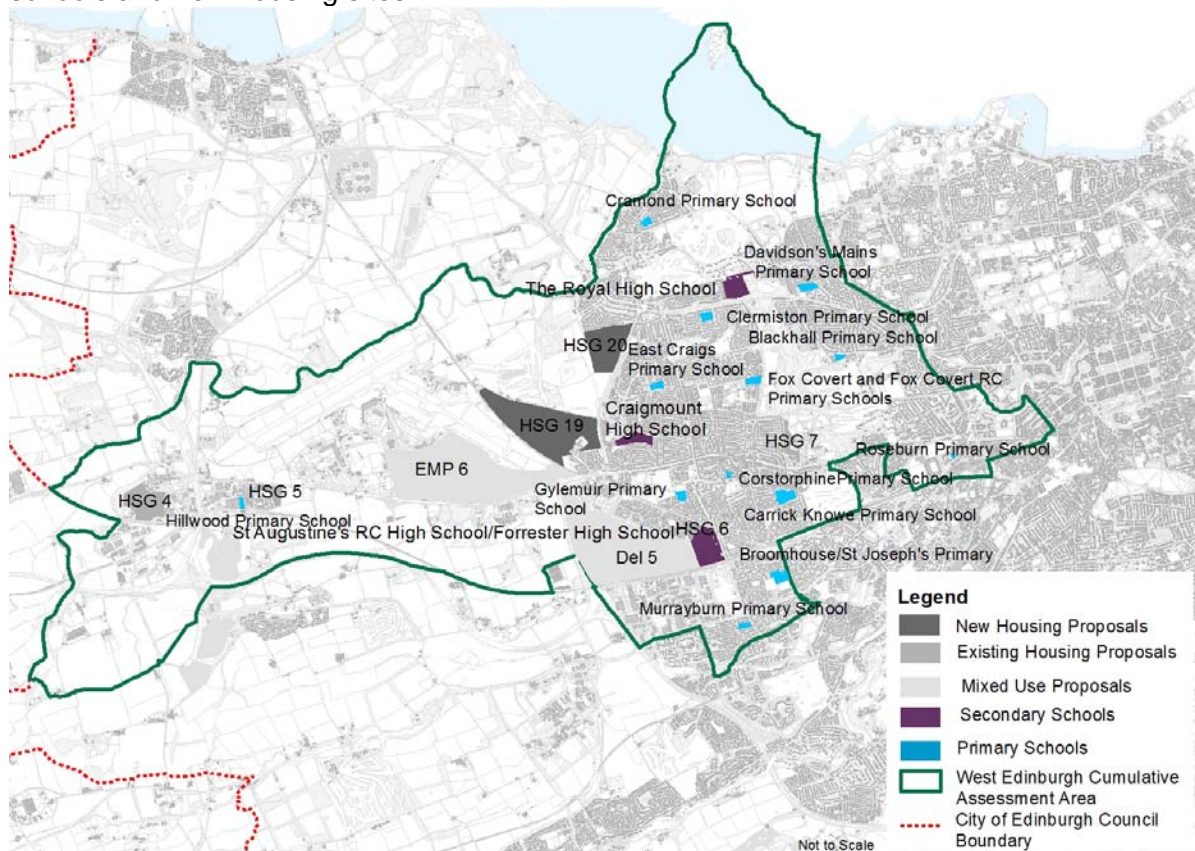 Cramond Primary School
Davidson's Mains
Primary School
The Royal High School
Clermiston Primary School
Blackhall Primary School
HSG 20
East Craigs
Primary School
Fox Covert and Fox Covert RC
Primary Schools
Craigmount
High School
HSG 19
HSG 7
Roseburn Primary School
EMP 6
Gylemuir Primary
School
CorstorphinePrimary School
HSG 4
HSG 5
Hillwood Primary School
Carrick Knowe Primary School
St Augustine's RC High School/Forrester High School
HSG 6
Del 5
Broomhouse/St Joseph's Primary
Murrayburn Primary School
Legend
New Housing Proposals
Existing Housing Proposals
Mixed Use Proposals
Secondary Schools
Primary Schools
West Edinburgh Cumulative
Assessment Area
City of Edinburgh Council
Boundary
Not to Scale